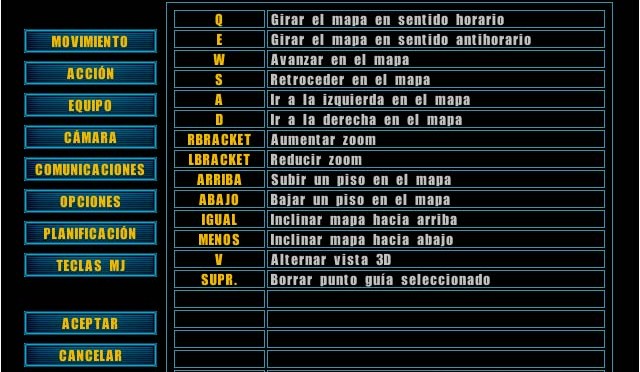 MOVIMIENTO
ACCIÓN
EQUIPO
CÁMARA
COMUNICACIONES
OPCIONES
PLANIFICACIÓN
TECLAS MJ
ACEPTAR
CANCELAR
Q Girar el mapa en sentido horario
E Girar el mapa en sentido antihorario
W Avanzar en el mapa
S Retroceder en el mapa
A Ir a la izquierda en el mapa
D Ir a la derecha en el mapa
RBRACKET Aumentar zoom
LBRACKET Reducir zoom
ARRIBA Subir un piso en el mapa
ABAJO Bajar un piso en el mapa
IGUAL Inclinar mapa hacia arriba
MENOS Inclinar mapa hacia abajo
V Alternar vista 3D
SUPR. Borrar punto guía seleccionado